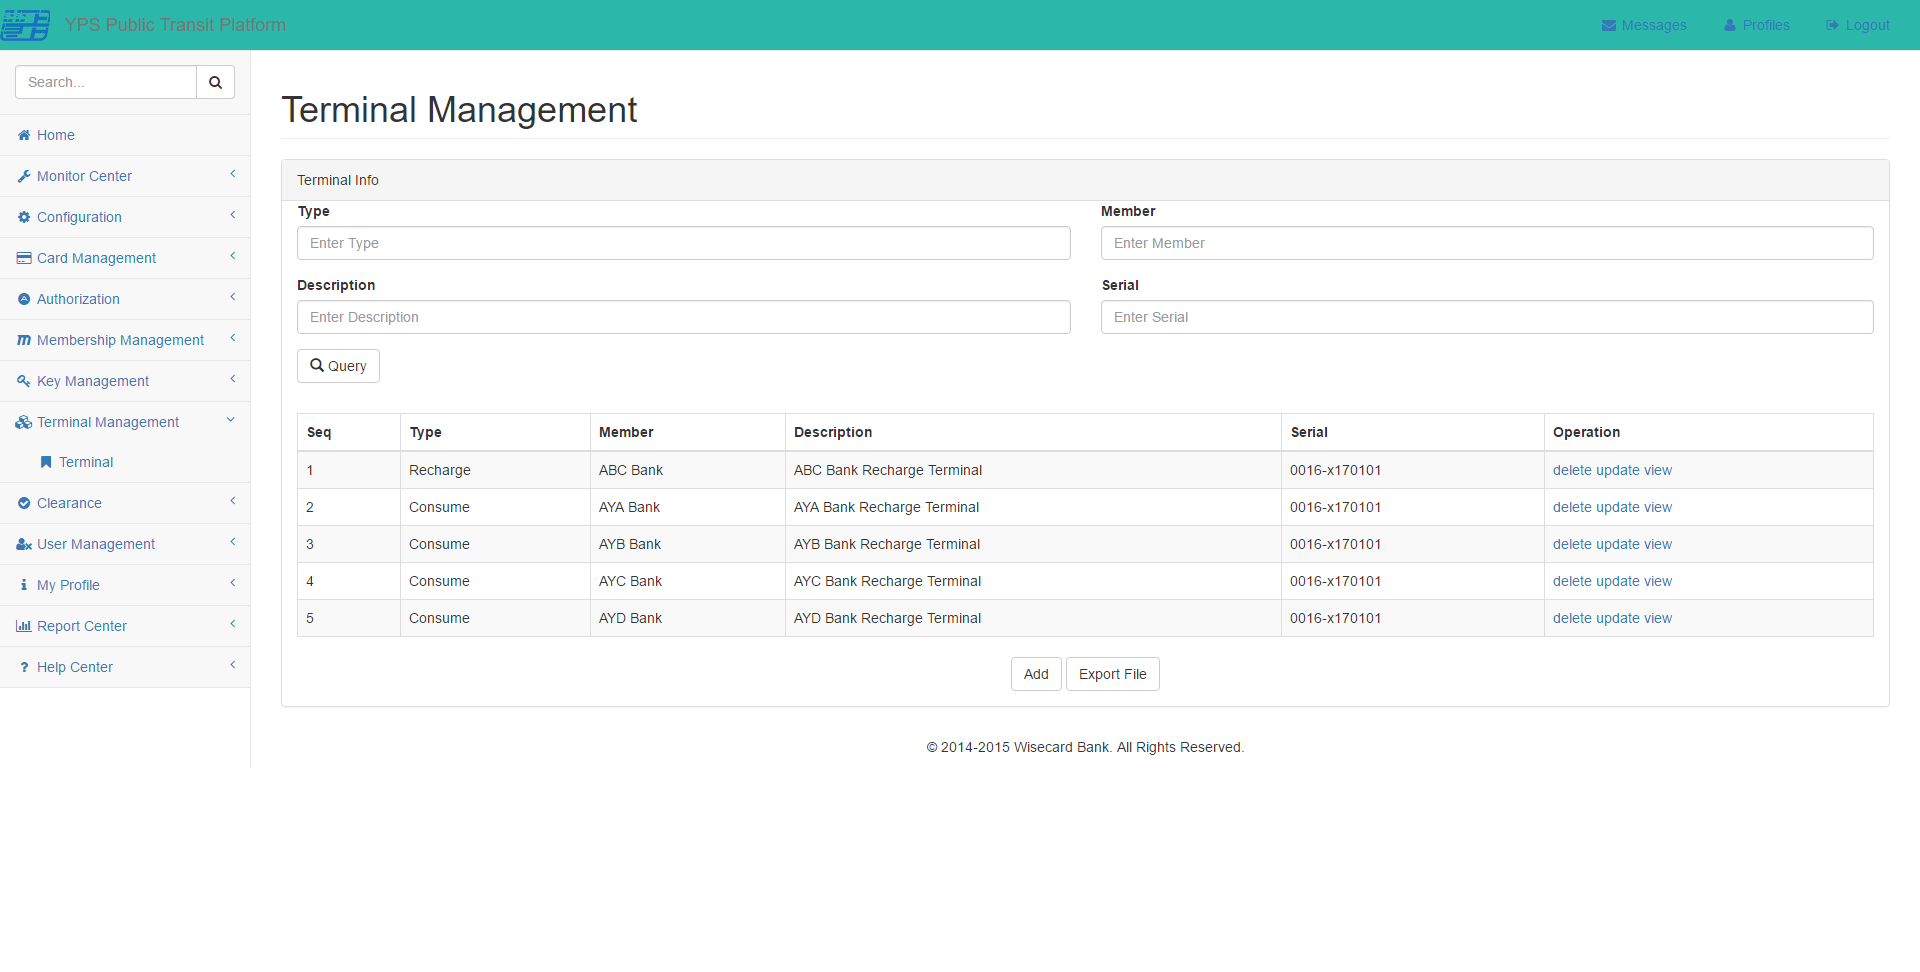 YPS Public Transit Platform
Messages Profiles Logout
Search...
Home
Monitor Center
Configuration
Card Management
Authorization
Membership Management
Key Management
Terminal Management
Terminal
Clearance
User Management
My Profile
Report Center
Help Center
Terminal Management
Terminal Info
Type Member
Enter Type Enter Member
Description Serial
Enter Description Enter Serial
Query
Seq Type Member Description Serial Operation
1 Recharge ABC Bank ABC Bank Recharge Terminal 0016-x170101 delete update view
2 Consume AYA Bank AYA Bank Recharge Terminal 0016-x170101 delete update view
3 Consume AYB Bank AYB Bank Recharge Terminal 0016-x170101 delete update view
4 Consume AYC Bank AYC Bank Recharge Terminal 0016-x170101 delete update view
5 Consume AYD Bank AYD Bank Recharge Terminal 0016-x170101 delete update view
Add Export File
© 2014-2015 Wisecard Bank. All Rights Reserved.